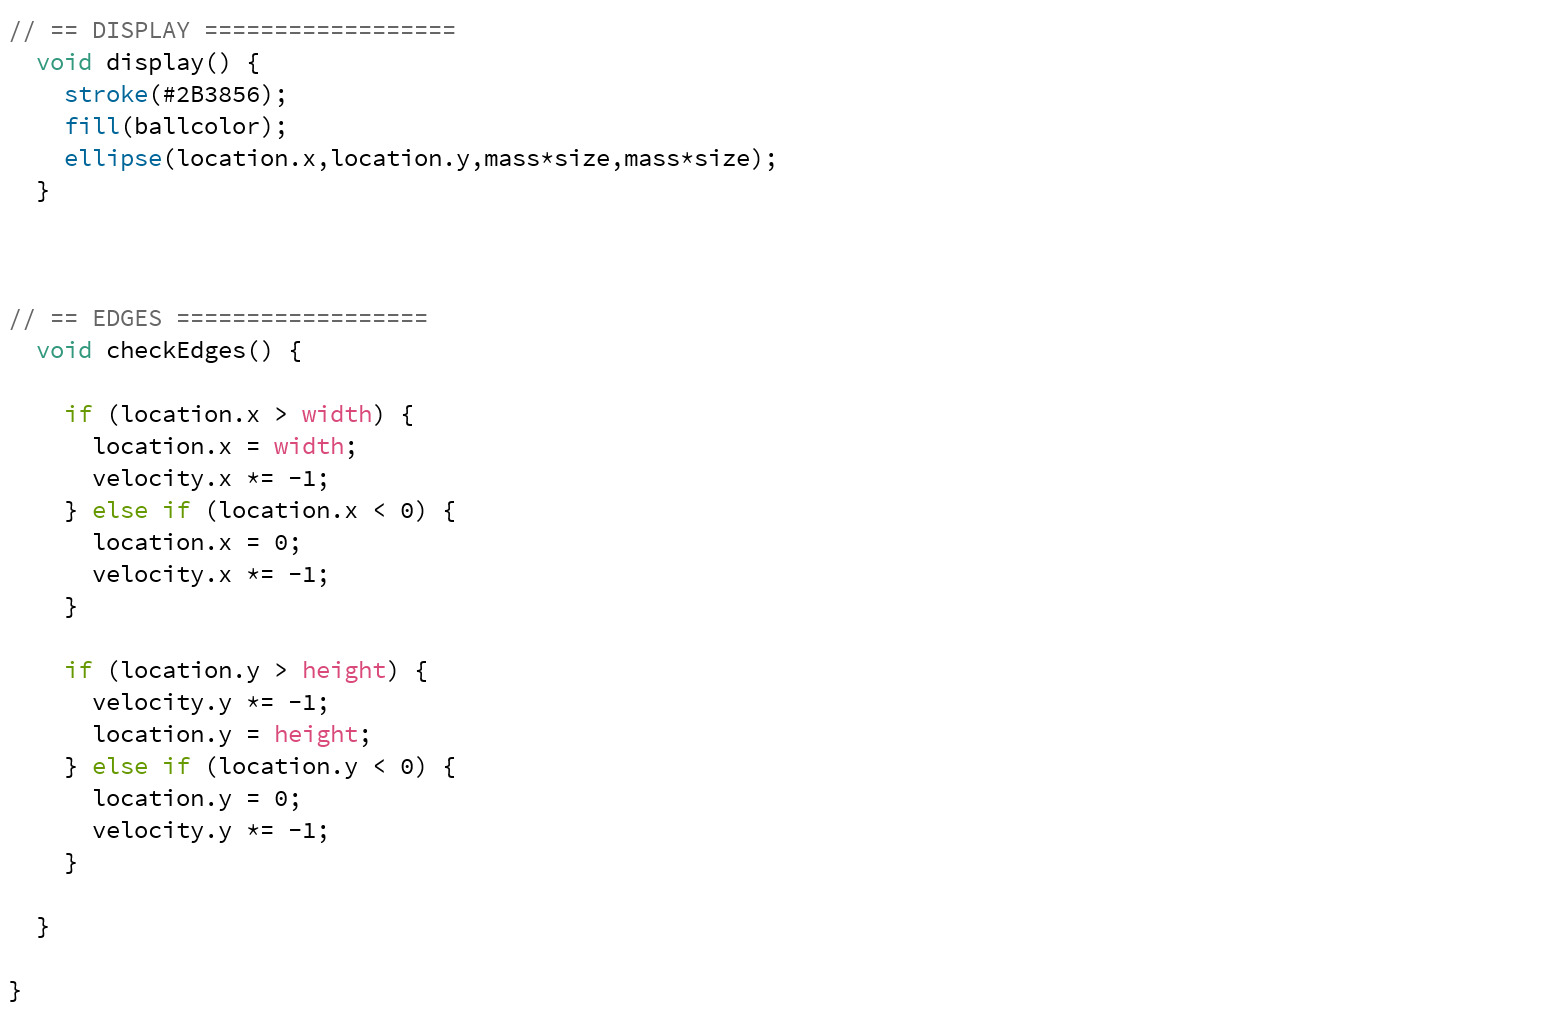 // == DISPLAY ==================
  void display() {
    stroke(#2B3856);
    fill(ballcolor);
    ellipse(location.x,location.y,mass*size,mass*size);
  }
// == EDGES ==================
  void checkEdges() {
    if (location.x > width) {
      location.x = width;
      velocity.x *= -1;
    } else if (location.x < 0) {
      location.x = 0;
      velocity.x *= -1;
    }
    if (location.y > height) {
      velocity.y *= -1;
      location.y = height;
    } else if (location.y < 0) {
      location.y = 0;
      velocity.y *= -1;
    }
  }
}